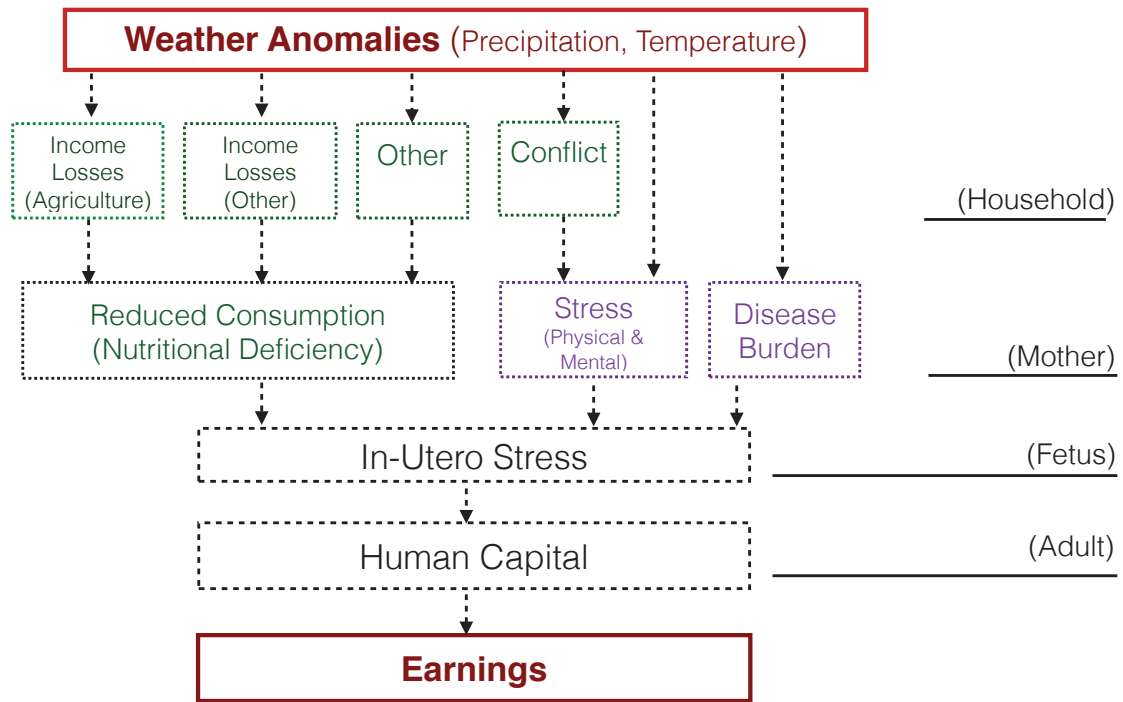 Weather Anomalies (Precipitation, Temperature)
Income
Losses
(Agriculture)
Income
Losses
(Other)
Other
Conflict
(Household)
Reduced Consumption
(Nutritional Deficiency)
Stress
(Physical &
Mental)
Disease
Burden
(Mother)
In-Utero Stress
(Fetus)
Human Capital
(Adult)
Earnings